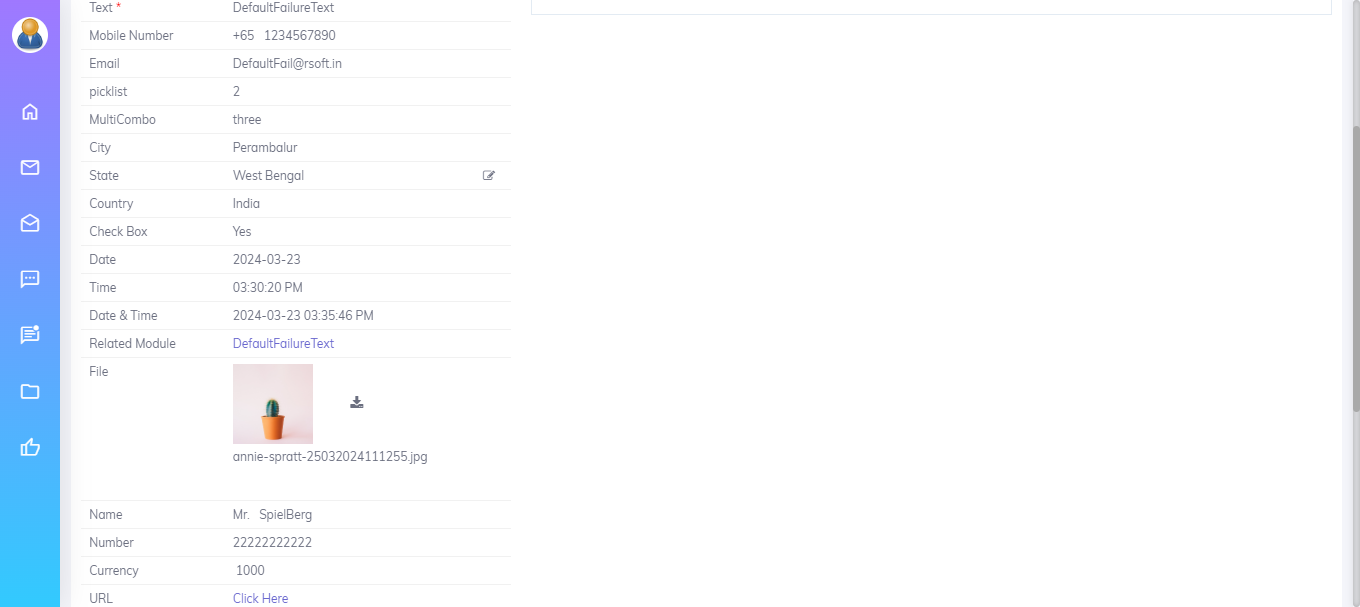 Text * DefaultFailureText
Mobile Number +65 1234567890
Email DefaultFail@rsoft.in
picklist 2
MultiCombo three
City Perambalur
State West Bengal
Country India
Check Box Yes
Date 2024-03-23
Time 03:30:20 PM
Date & Time 2024-03-23 03:35:46 PM
Related Module DefaultFailureText
File
annie-spratt-25032024111255.jpg
Name Mr. SpielBerg
Number 22222222222
Currency 1000
URL Click Here